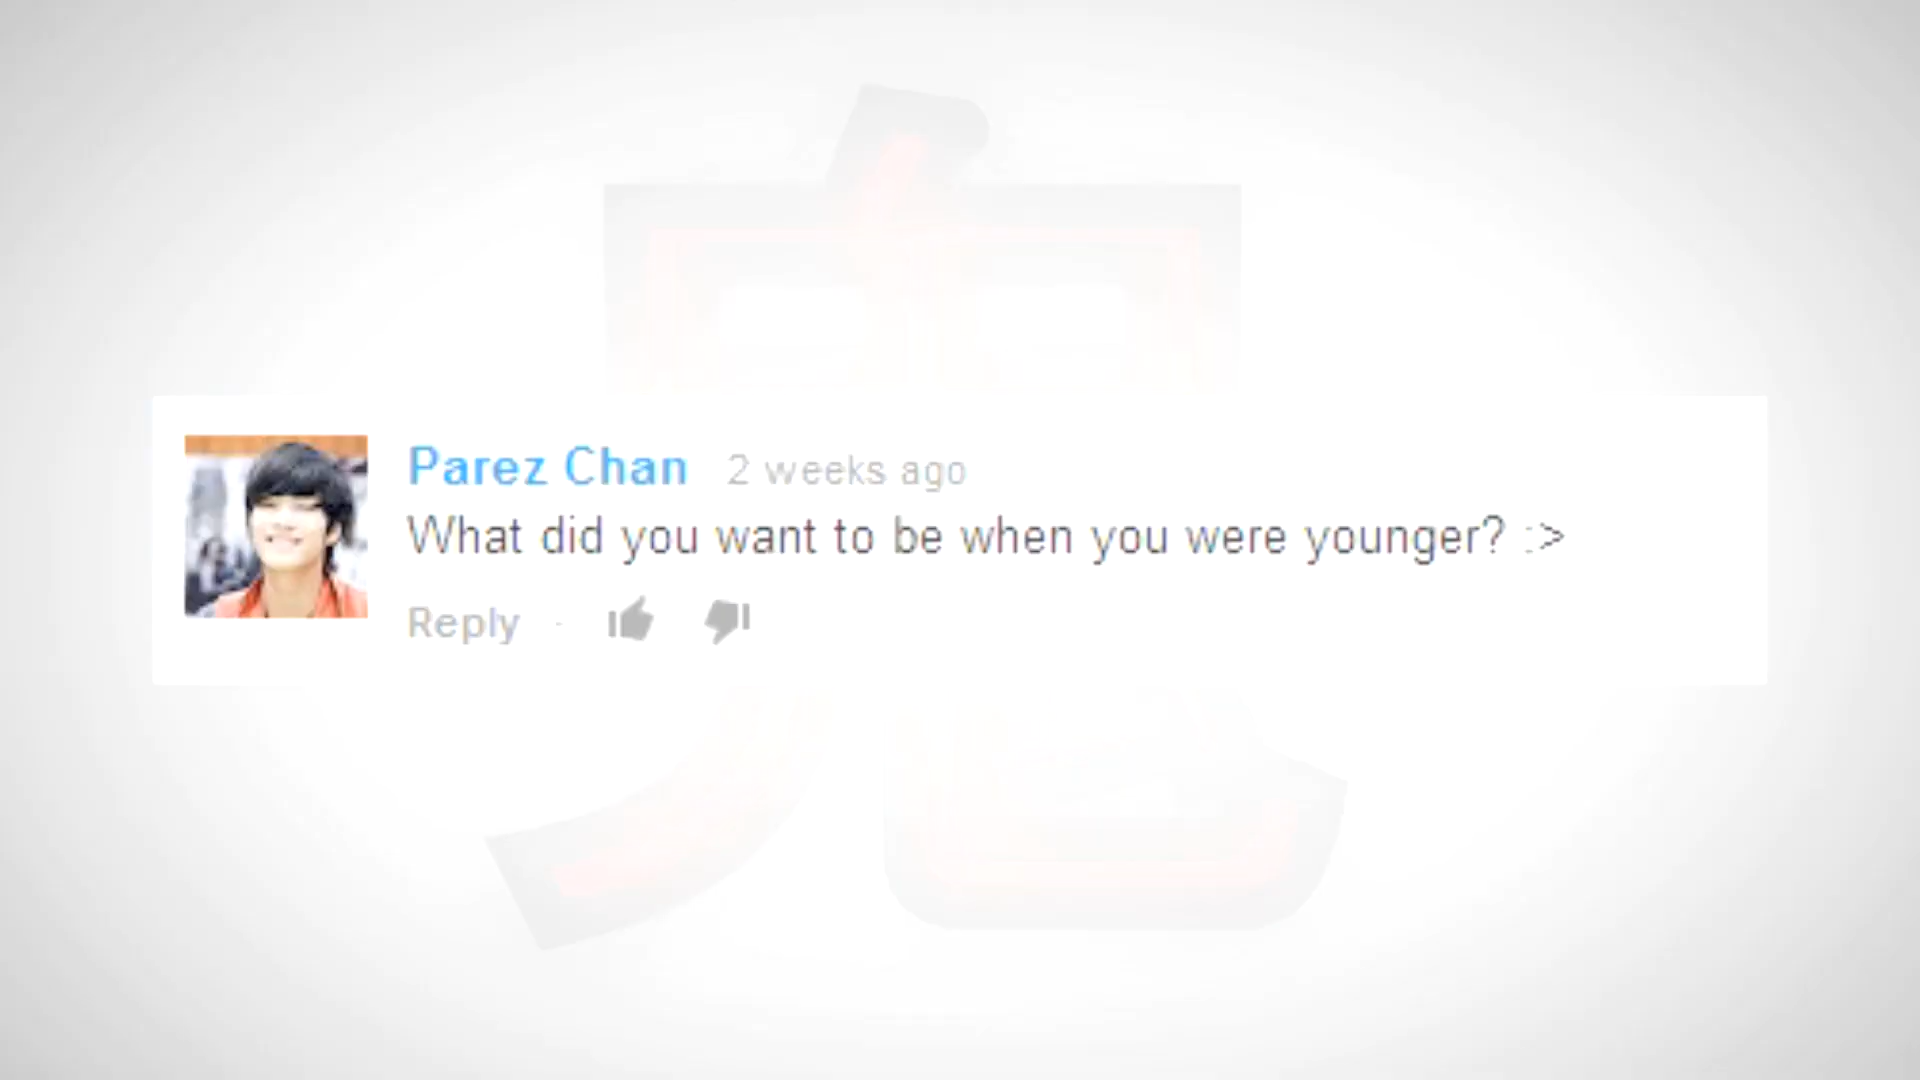 Parez Chan 2 weeks ago
What did you want to be when you were younger? :>
Reply ·